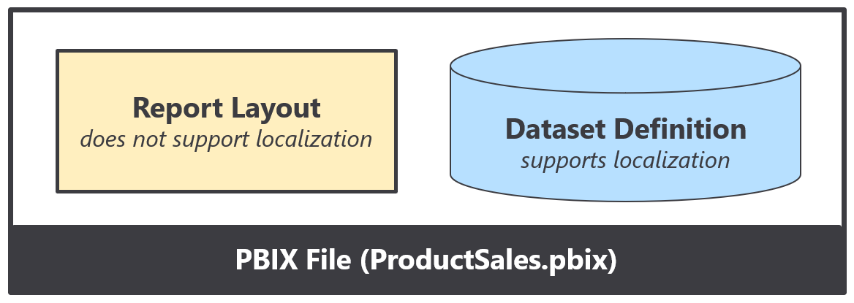 Report Layout
does not support localization
Dataset Definition
supports localization
PBIX File (ProductSales.pbix)